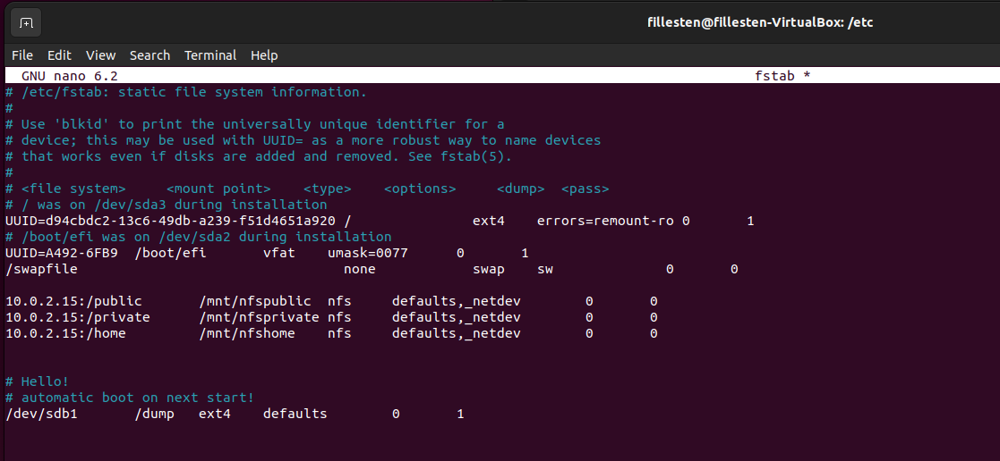 fillesten@fillesten-VirtualBox: /etc
File Edit View Search Terminal Help
GNU nano 6.2 fstab *
# /etc/fstab: static file system information.
#
# Use 'blkid' to print the universally unique identifier for a
# device; this may be used with UUID= as a more robust way to name devices
# that works even if disks are added and removed. See fstab(5).
#
# <file system> <mount point> <type> <options> <dump> <pass>
# / was on /dev/sda3 during installation
UUID=d94cbdc2-13c6-49db-a239-f51d4651a920 / ext4 errors=remount-ro 0 1
# /boot/efi was on /dev/sda2 during installation
UUID=A492-6FB9 /boot/efi vfat umask=0077 0 1
/swapfile none swap sw 0 0
10.0.2.15:/public /mnt/nfspublic nfs defaults,_netdev 0 0
10.0.2.15:/private /mnt/nfsprivate nfs defaults,_netdev 0 0
10.0.2.15:/home /mnt/nfshome nfs defaults,_netdev 0 0
# Hello!
# automatic boot on next start!
/dev/sdb1 /dump ext4 defaults 0 1